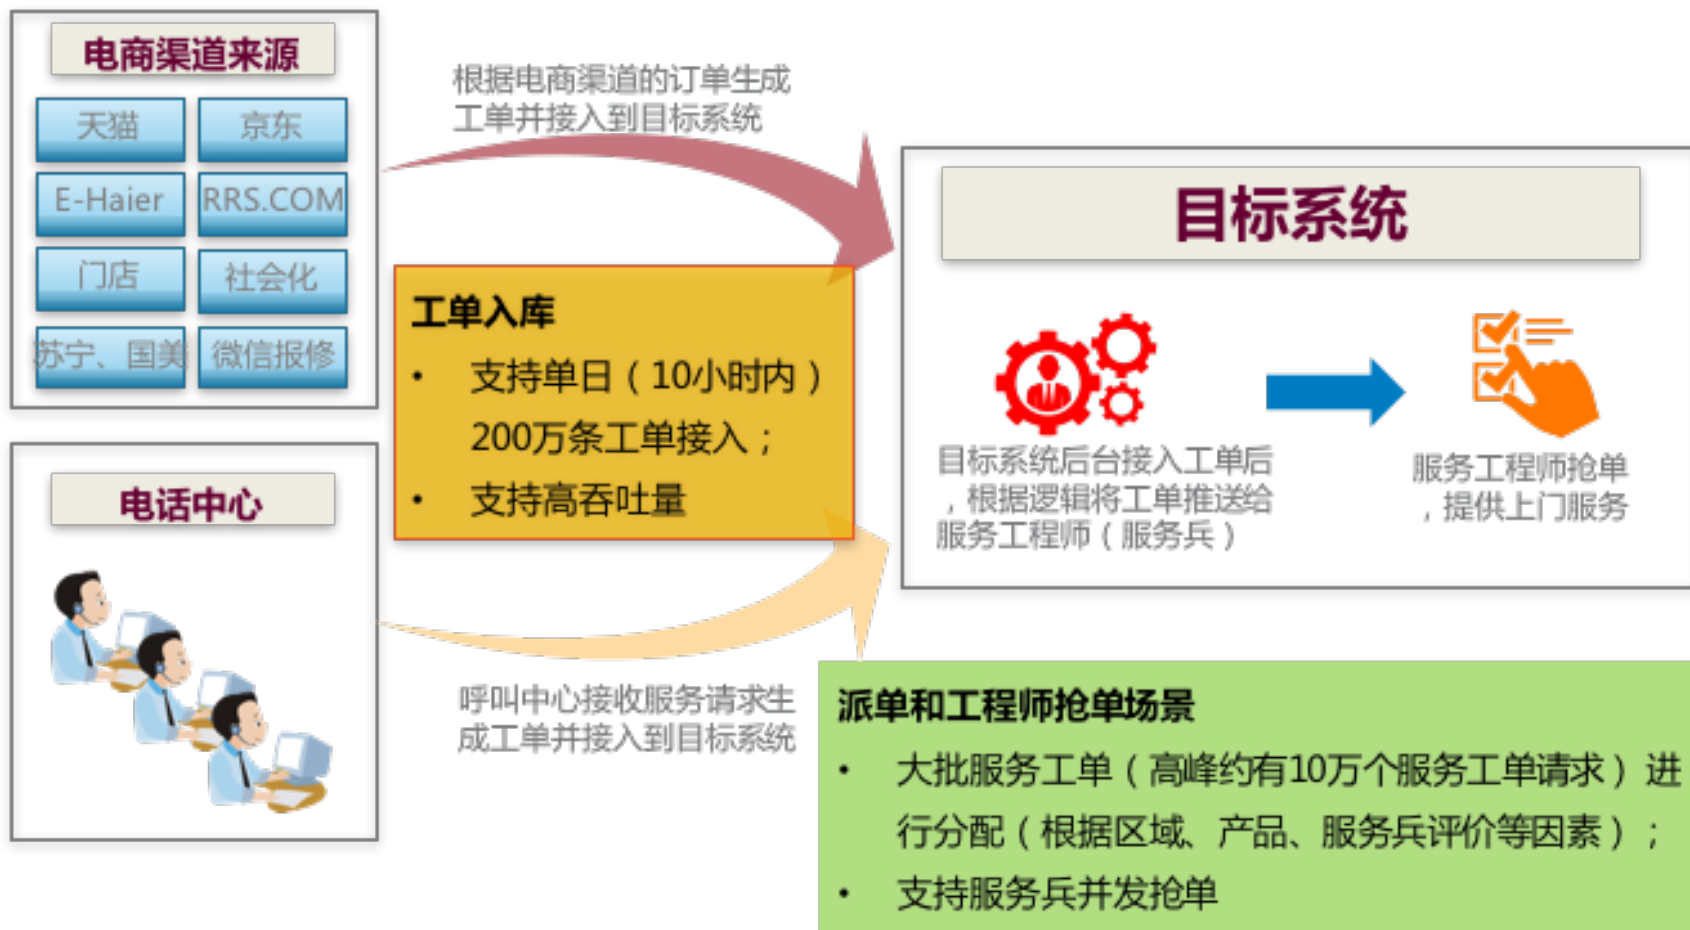 电商渠道来源
天猫
京东
E-Haier
RRS.COM
门店
社会化
苏宁、国美
微信报修
电话中心
根据电商渠道的订单生成
工单并接入到目标系统
工单入库
• 支持单日（10小时内）
200万条工单接入；
• 支持高吞吐量
呼叫中心接收服务请求生
成工单并接入到目标系统
目标系统
目标系统后台接入工单后
，根据逻辑将工单推送给
服务工程师（服务兵）
服务工程师抢单
，提供上门服务
派单和工程师抢单场景
• 大批服务工单（高峰约有10万个服务工单请求）进
行分配（根据区域、产品、服务兵评价等因素）；
• 支持服务兵并发抢单